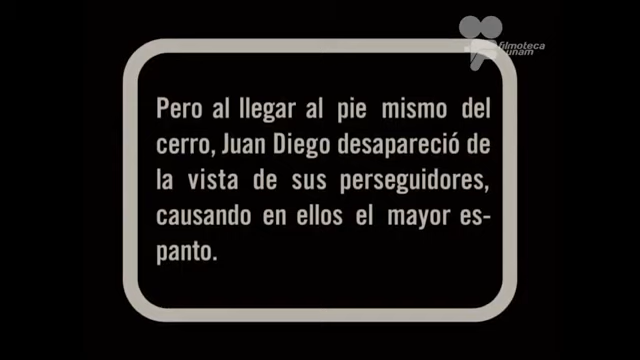 filmoteca
unam
Pero al llegar al pie mismo del
cerro, Juan Diego desapareció de
la vista de sus perseguidores,
causando en ellos el mayor es-
panto.